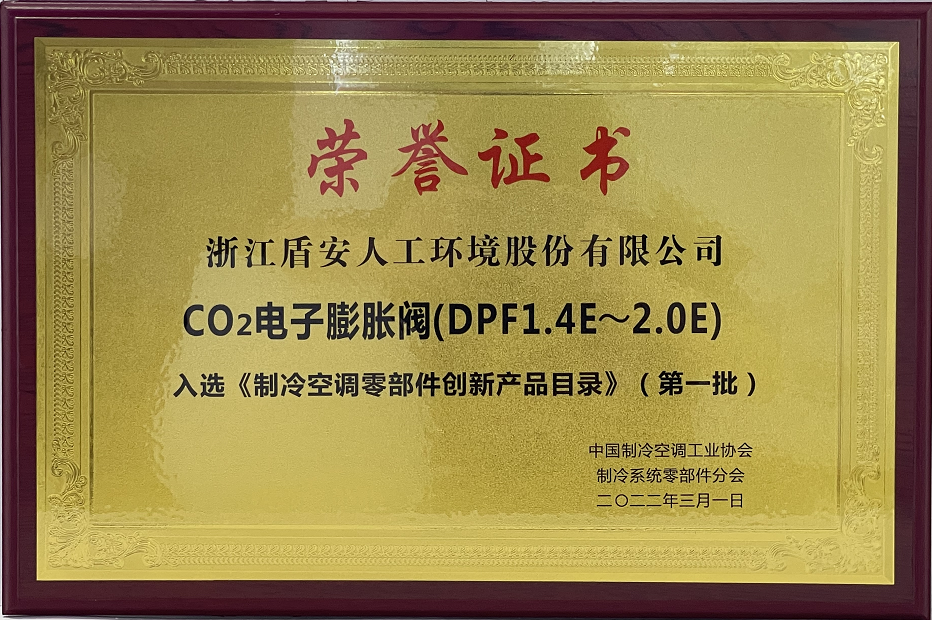 荣誉证书
浙江盾安人工环境股份有限公司
CO₂电子膨胀阀(DPF1.4E～2.0E)
入选《制冷空调零部件创新产品目录》（第一批）
中国制冷空调工业协会
制冷系统零部件分会
二〇二二年三月一日